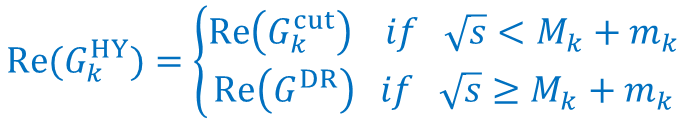 Re(G_k^HY) = { Re(G_k^cut) if √s < M_k + m_k
Re(G^DR) if √s ≥ M_k + m_k